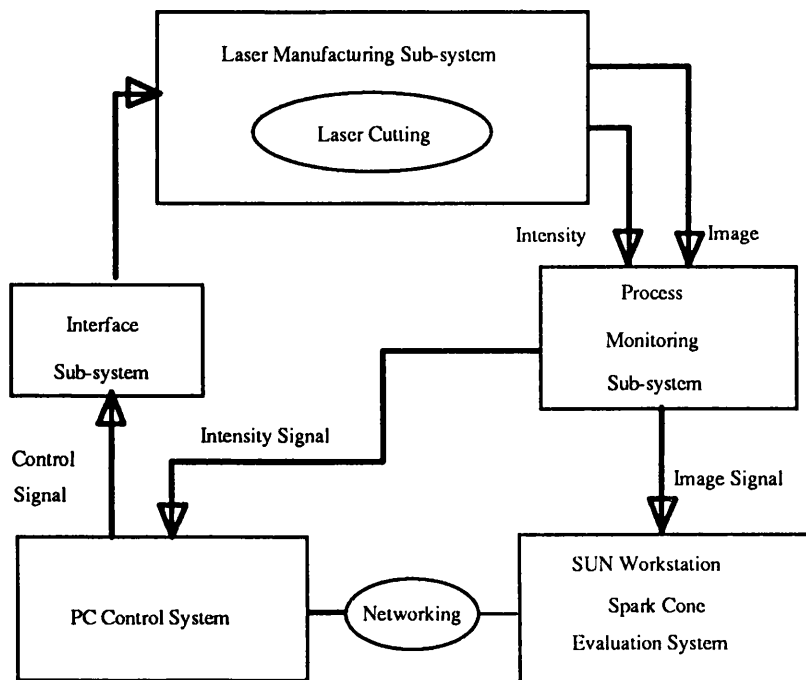 Laser Manufacturing Sub-system
Laser Cutting
Intensity
Image
Process
Monitoring
Sub-system
Interface
Sub-system
Intensity Signal
Control
Signal
Image Signal
SUN Workstation
Spark Cone
Evaluation System
PC Control System
Networking